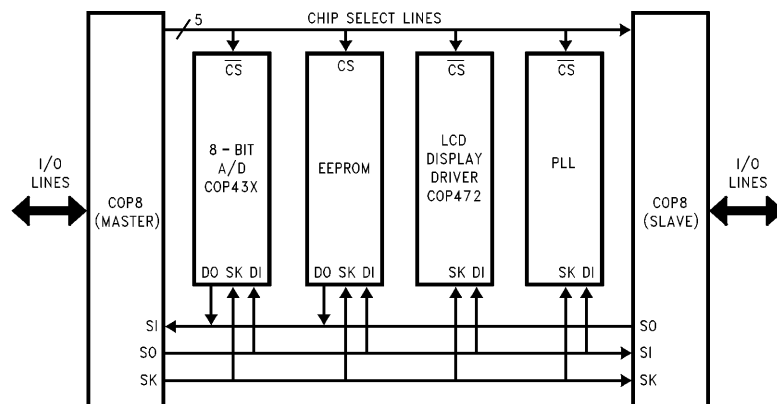 5 CHIP SELECT LINES
CS CS CS CS
I/O
LINES
COP8
(MASTER)
8 - BIT
A/D
COP43X
EEPROM
LCD
DISPLAY
DRIVER
COP472
PLL
COP8
(SLAVE)
I/O
LINES
DO SK DI
DO SK DI
SK DI
SK DI
SI
SO
SK
SO
SI
SK